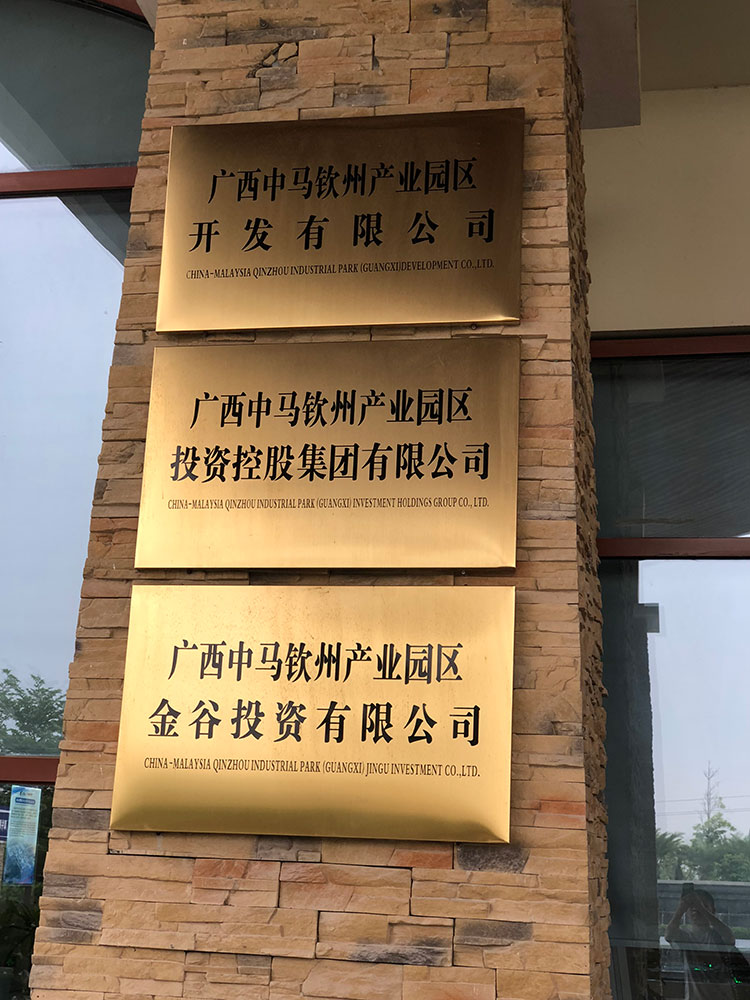 广西中马钦州产业园区
开发有限公司
CHINA-MALAYSIA QINZHOU INDUSTRIAL PARK (GUANGXI)DEVELOPMENT CO.,LTD.
广西中马钦州产业园区
投资控股集团有限公司
CHINA-MALAYSIA QINZHOU INDUSTRIAL PARK (GUANGXI) INVESTMENT HOLDINGS GROUP CO., LTD.
广西中马钦州产业园区
金谷投资有限公司
CHINA-MALAYSIA QINZHOU INDUSTRIAL PARK (GUANGXI) JINGU INVESTMENT CO.,LTD.